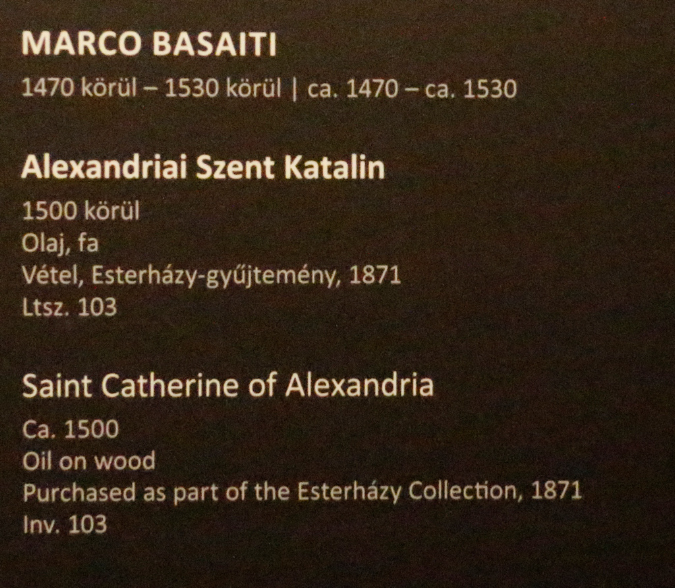 MARCO BASAITI
1470 körül – 1530 körül | ca. 1470 – ca. 1530
Alexandriai Szent Katalin
1500 körül
Olaj, fa
Vétel, Esterházy-gyűjtemény, 1871
Ltsz. 103
Saint Catherine of Alexandria
Ca. 1500
Oil on wood
Purchased as part of the Esterházy Collection, 1871
Inv. 103